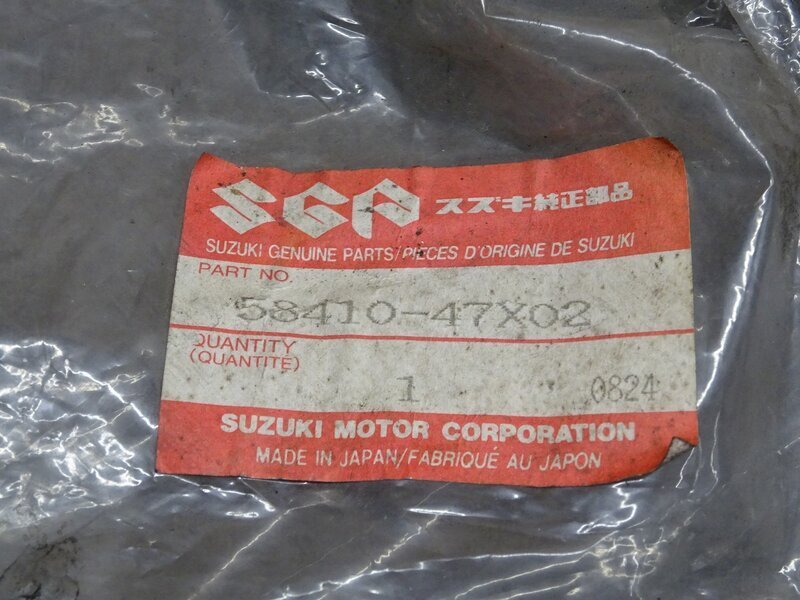 SGP スズキ純正部品
SUZUKI GENUINE PARTS/PIÈCES D'ORIGINE DE SUZUKI
PART NO.
58410-47X02
QUANTITY
(QUANTITÉ)
1 0824
SUZUKI MOTOR CORPORATION
MADE IN JAPAN/FABRIQUÉ AU JAPON